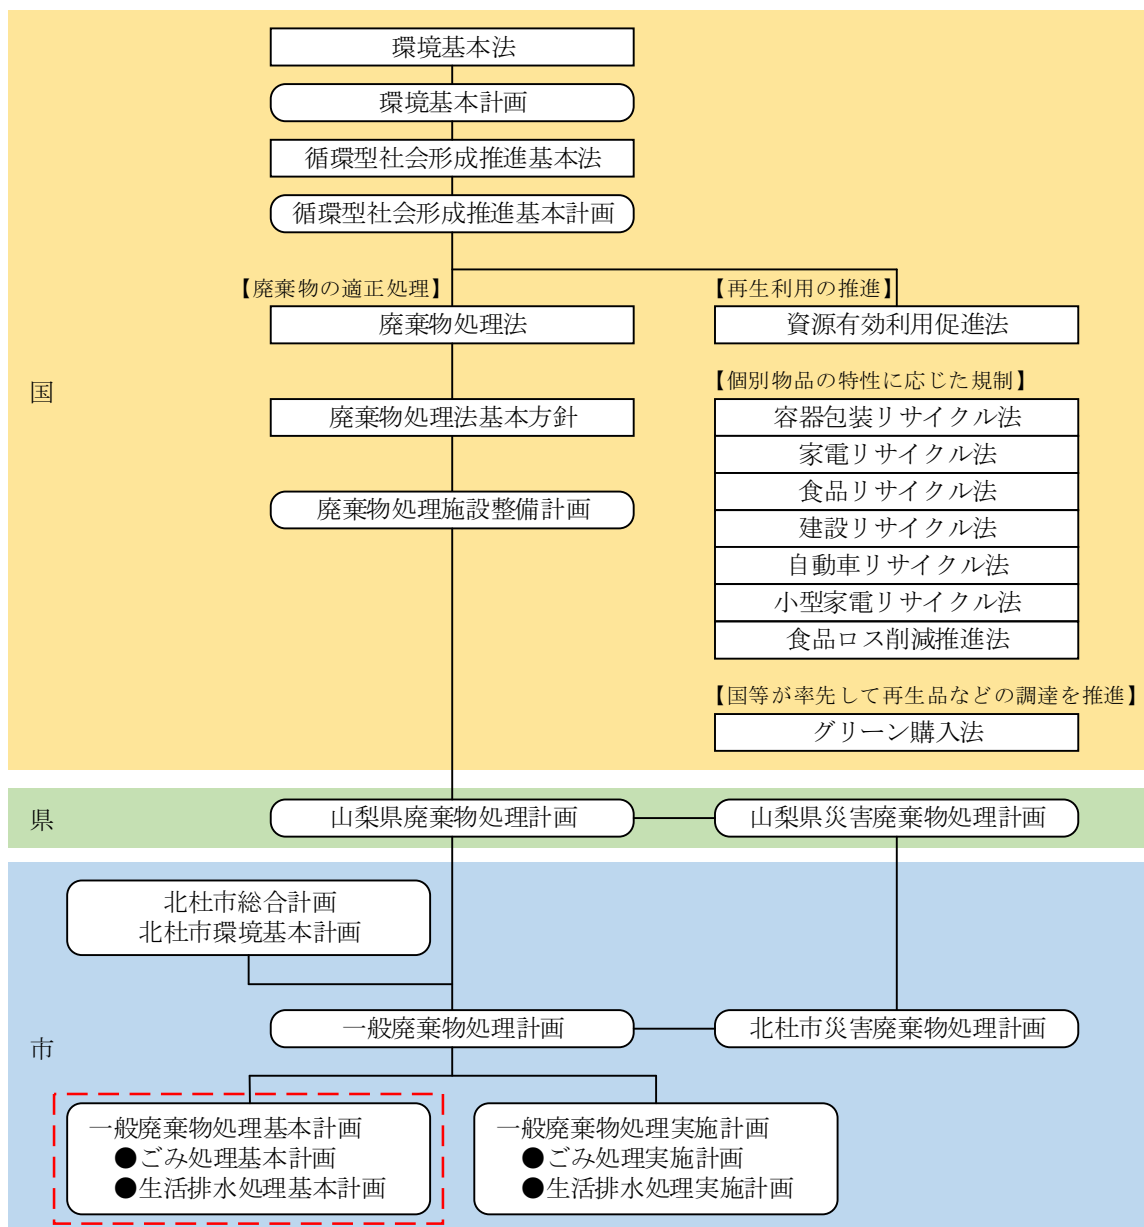 環境基本法
環境基本計画
循環型社会形成推進基本法
循環型社会形成推進基本計画
【廃棄物の適正処理】
廃棄物処理法
廃棄物処理法基本方針
廃棄物処理施設整備計画
【再生利用の推進】
資源有効利用促進法
【個別物品の特性に応じた規制】
容器包装リサイクル法
家電リサイクル法
食品リサイクル法
建設リサイクル法
自動車リサイクル法
小型家電リサイクル法
食品ロス削減推進法
【国等が率先して再生品などの調達を推進】
グリーン購入法
国
県
山梨県廃棄物処理計画
山梨県災害廃棄物処理計画
北杜市総合計画
北杜市環境基本計画
一般廃棄物処理計画
北杜市災害廃棄物処理計画
市
一般廃棄物処理基本計画
●ごみ処理基本計画
●生活排水処理基本計画
一般廃棄物処理実施計画
●ごみ処理実施計画
●生活排水処理実施計画